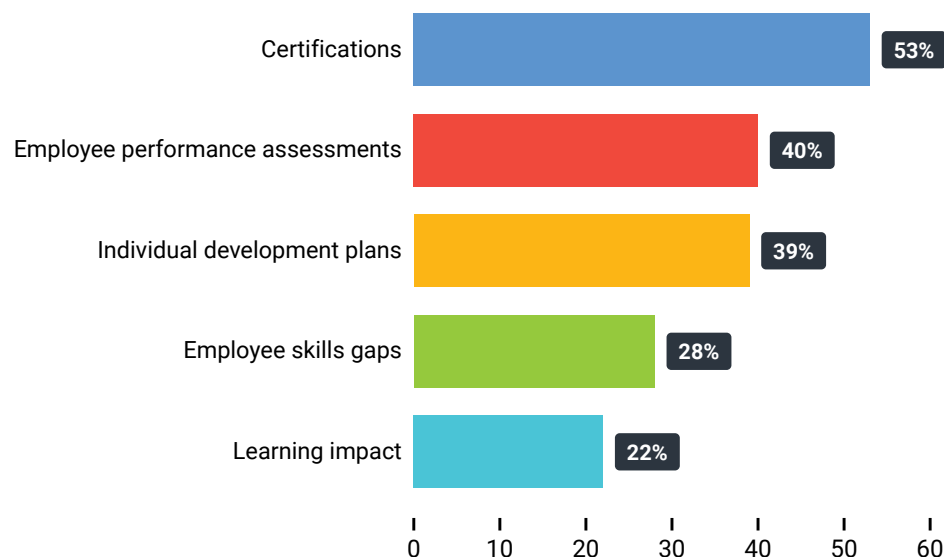 Certifications 53%
Employee performance assessments 40%
Individual development plans 39%
Employee skills gaps 28%
Learning impact 22%
0 10 20 30 40 50 60